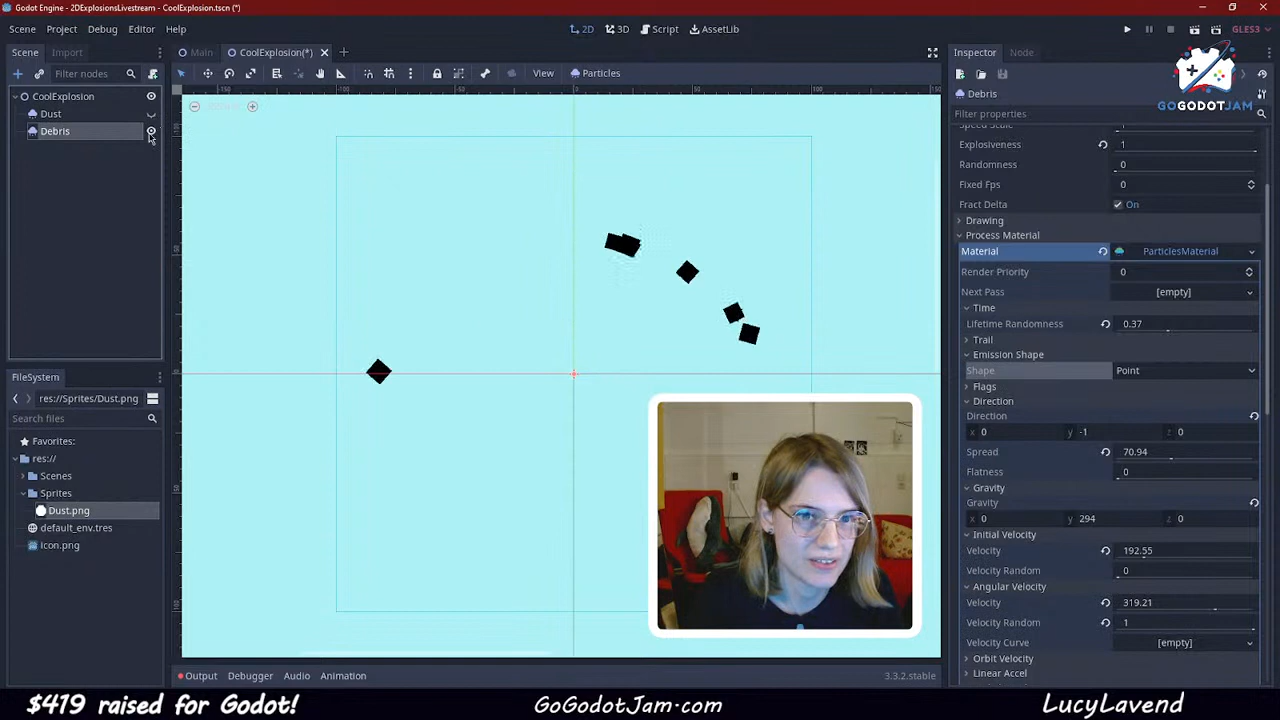 Godot Engine - 2DExplosionsLivestream - CoolExplosion.tscn (*)
Scene Project Debug Editor Help
2D 3D Script AssetLib
GLES3
Scene Import
Main CoolExplosion(*)
Inspector Node
Filter nodes
View Particles
GOGODOTJAM
CoolExplosion
Debris
Dust
Filter properties
Debris
Explosiveness 1
Randomness 0
Fixed Fps 0
Fract Delta On
Drawing
Process Material
Material ParticlesMaterial
Render Priority 0
Next Pass [empty]
Time
Lifetime Randomness 0.37
Trail
Emission Shape
Shape Point
Flags
Direction
Direction
x 0 y -1 z 0
Spread 70.94
Flatness 0
Gravity
Gravity
x 0 y 294 z 0
Initial Velocity
Velocity 192.55
Velocity Random 0
Angular Velocity
Velocity 319.21
Velocity Random 1
Velocity Curve [empty]
Orbit Velocity
Linear Accel
FileSystem
res://Sprites/Dust.png
Search files
Favorites:
res://
Scenes
Sprites
Dust.png
default_env.tres
icon.png
Output Debugger Audio Animation
3.3.2.stable
$419 raised for Godot! GoGodotJam.com LucyLavend